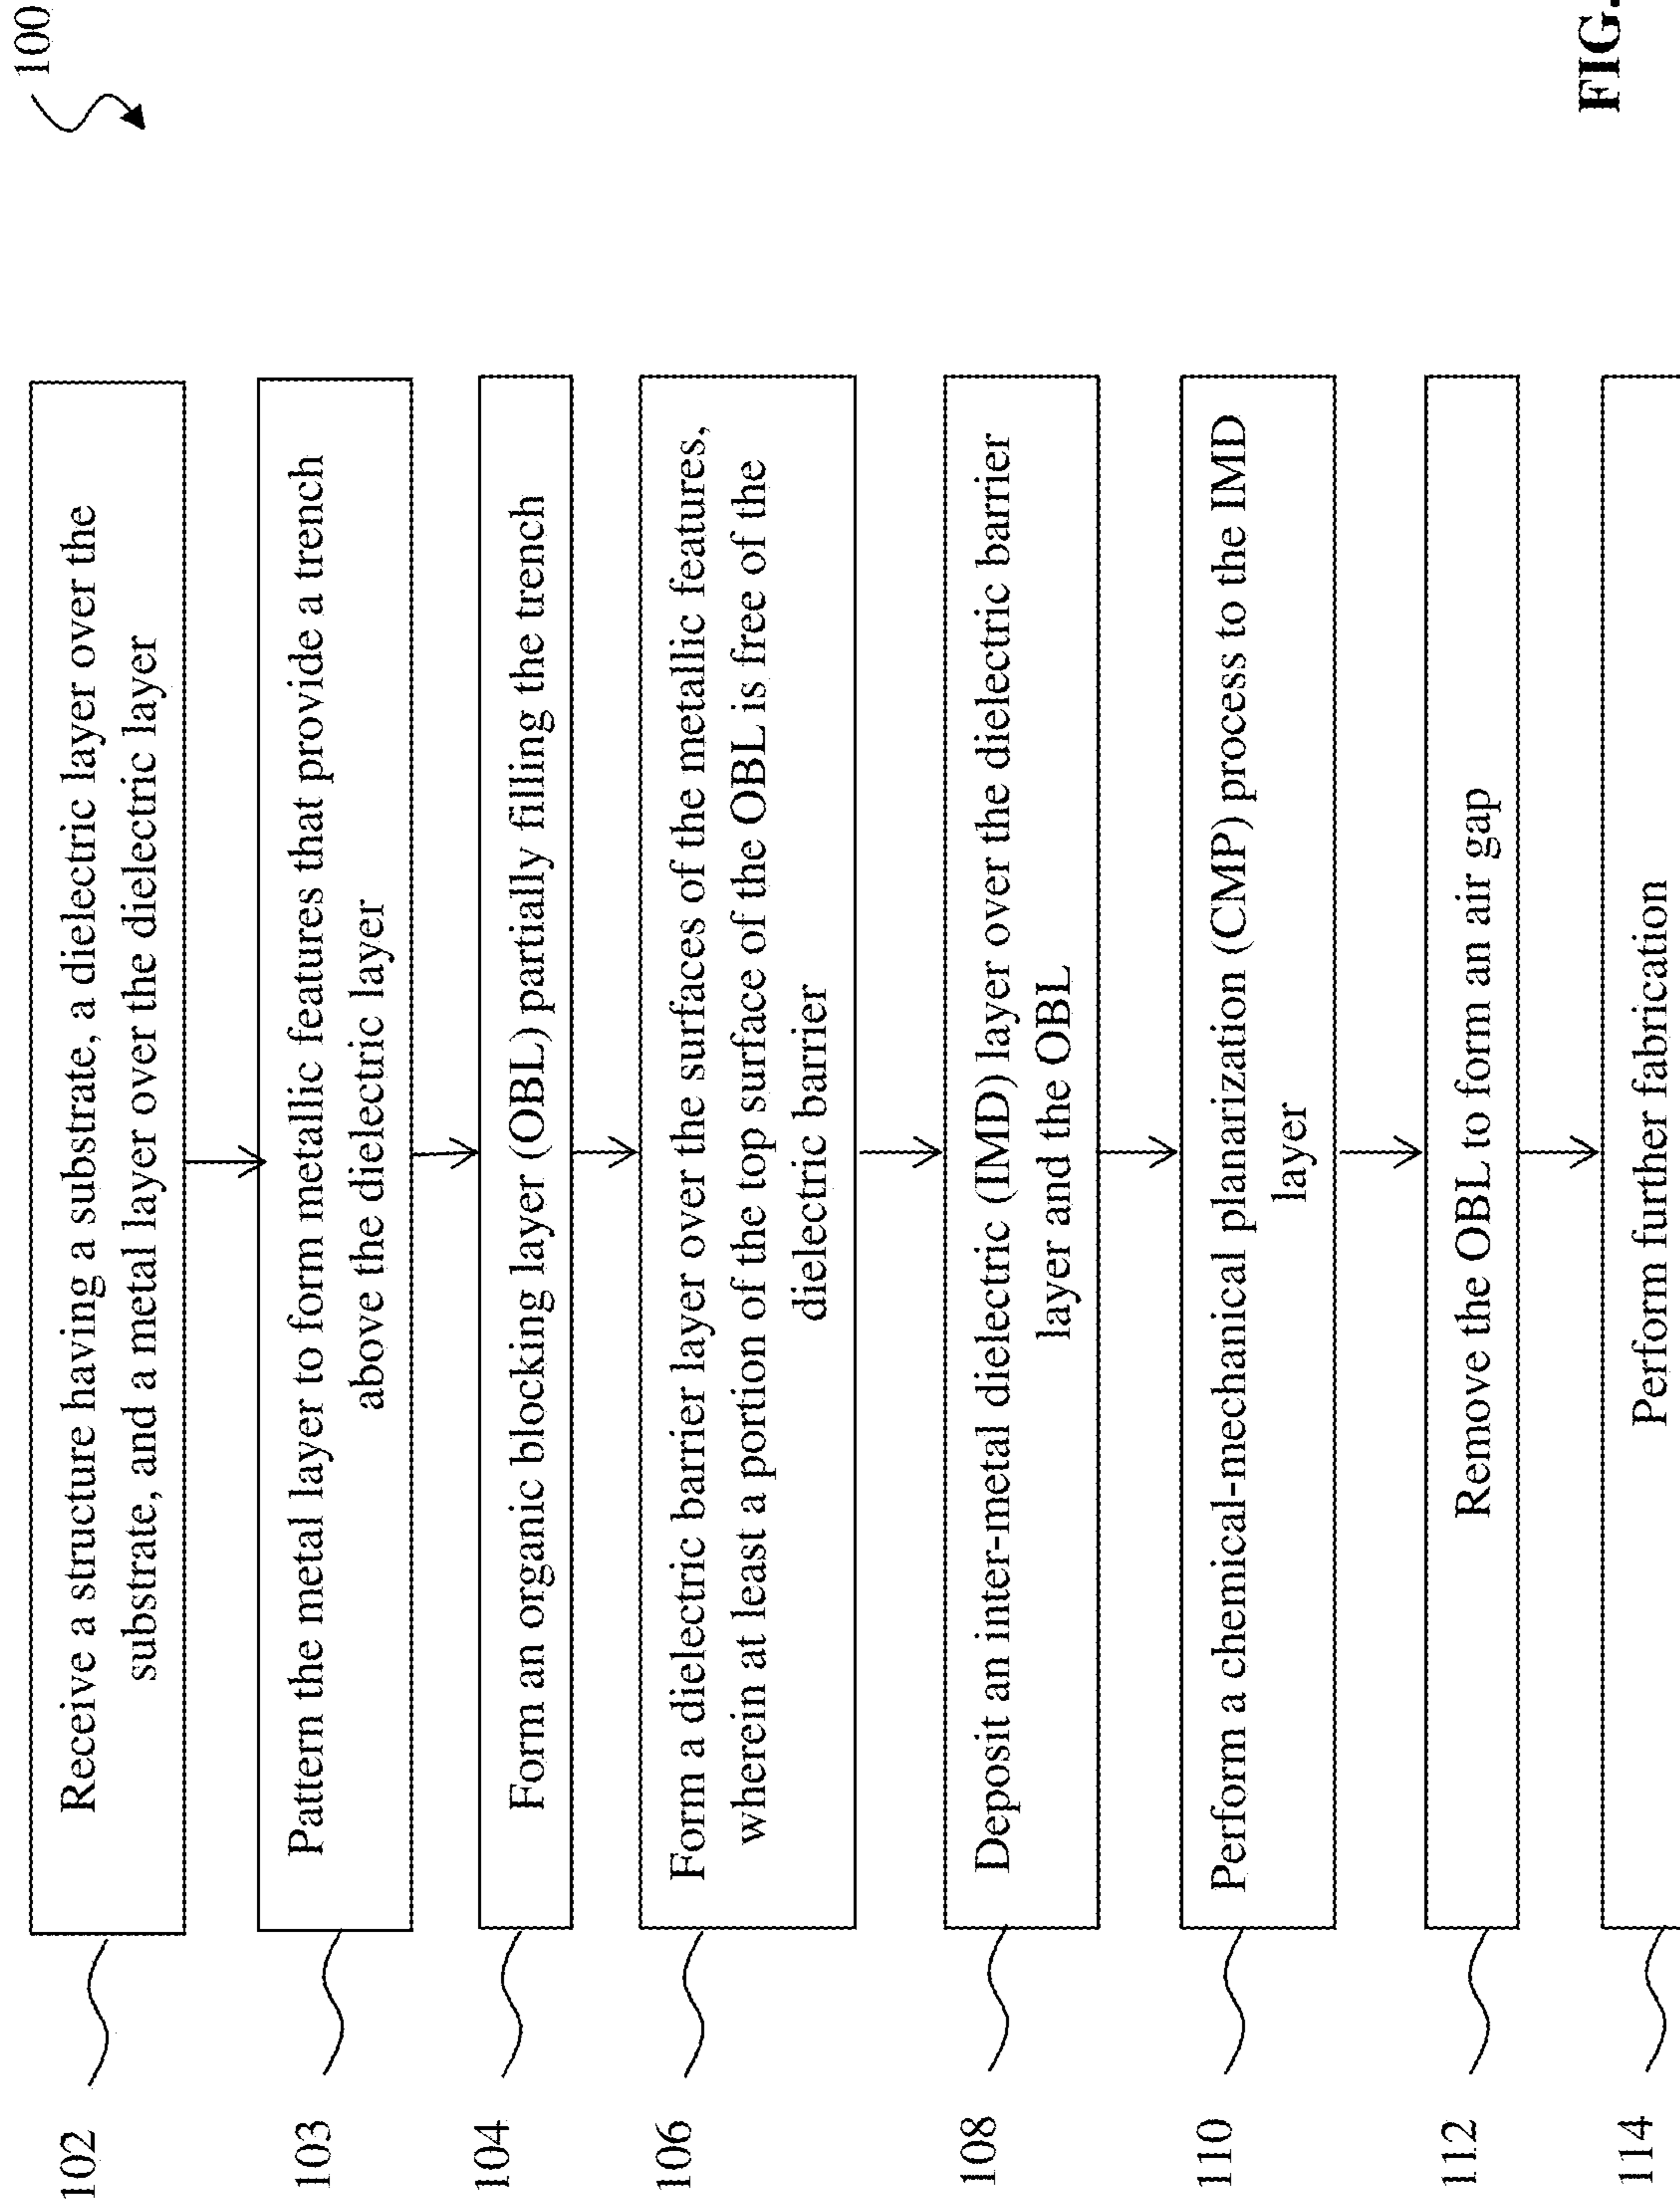 100
102
Receive a structure having a substrate, a dielectric layer over the
substrate, and a metal layer over the dielectric layer
103
Pattern the metal layer to form metallic features that provide a trench
above the dielectric layer
104
Form an organic blocking layer (OBL) partially filling the trench
106
Form a dielectric barrier layer over the surfaces of the metallic features,
wherein at least a portion of the top surface of the OBL is free of the
dielectric barrier
108
Deposit an inter-metal dielectric (IMD) layer over the dielectric barrier
layer and the OBL
110
Perform a chemical-mechanical planarization (CMP) process to the IMD
layer
112
Remove the OBL to form an air gap
114
Perform further fabrication
FIG.